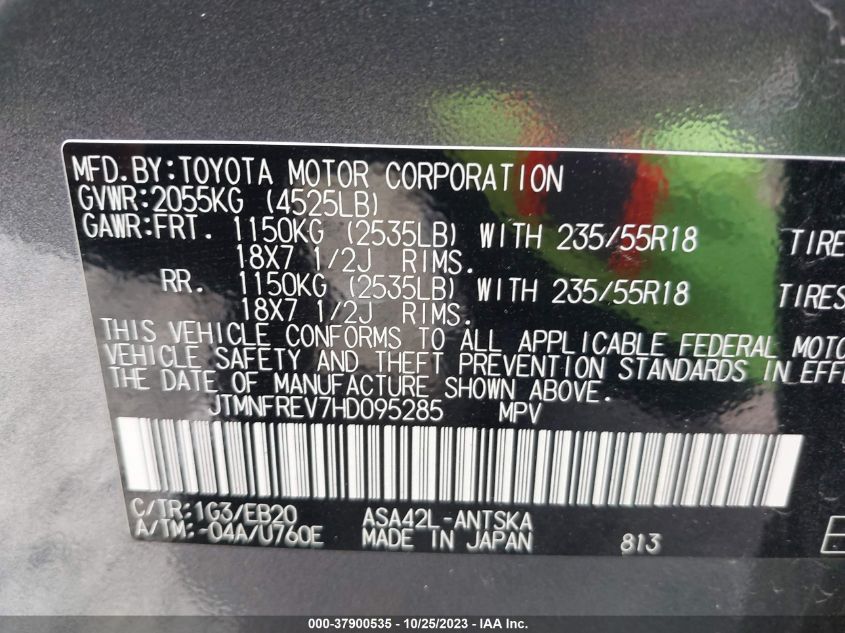 MFD.BY:TOYOTA MOTOR CORPORATION
GVWR:2055KG (4525LB)
GAWR:FRT. 1150KG (2535LB) WITH 235/55R18 TIRE
18X7 1/2J RIMS.
RR. 1150KG (2535LB) WITH 235/55R18 TIRES
18X7 1/2J RIMS.
THIS VEHICLE CONFORMS TO ALL APPLICABLE FEDERAL MOTO
VEHICLE SAFETY AND THEFT PREVENTION STANDARDS IN EFFE
THE DATE OF MANUFACTURE SHOWN ABOVE.
JTMNFREV7HD095285 MPV
C/TR:1G3/EB20 ASA42L-ANTSKA
A/TM:-04A/U760E MADE IN JAPAN 813
000-37900535 - 10/25/2023 - IAA Inc.